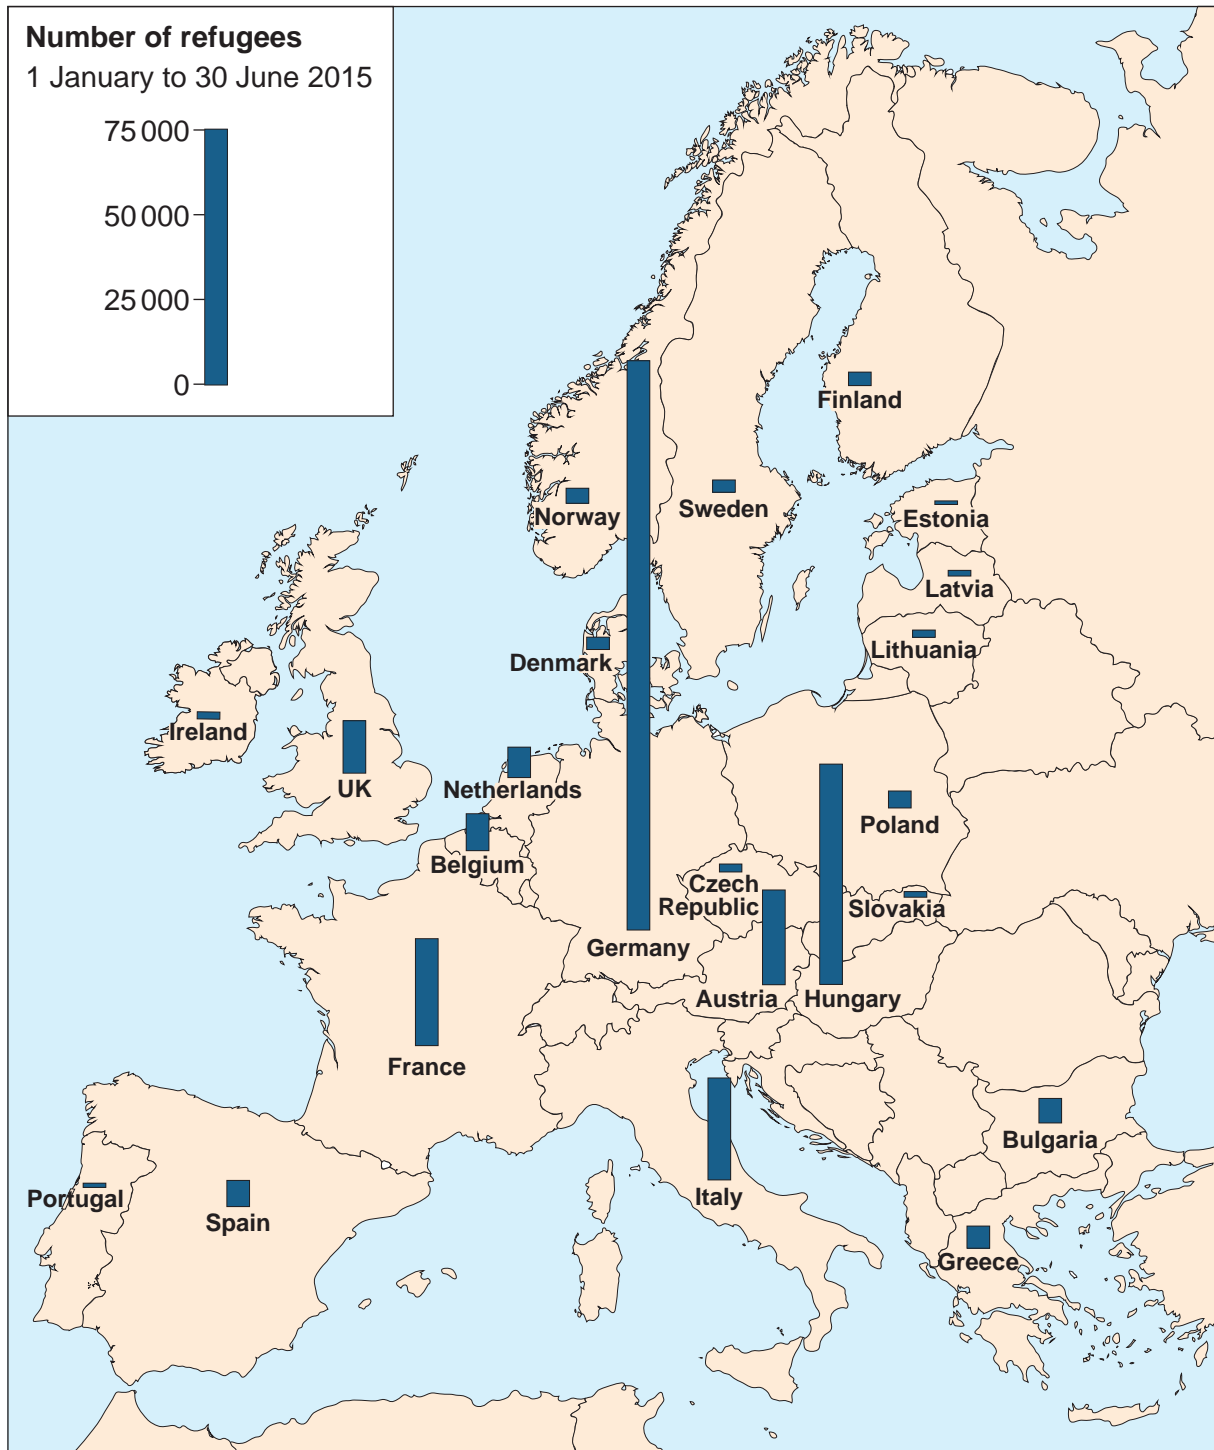 Number of refugees
1 January to 30 June 2015
75 000
50 000
25 000
0
Finland
Norway
Sweden
Estonia
Latvia
Lithuania
Denmark
Ireland
UK
Netherlands
Poland
Belgium
Czech
Republic
Slovakia
Germany
Austria
Hungary
France
Bulgaria
Portugal
Spain
Italy
Greece